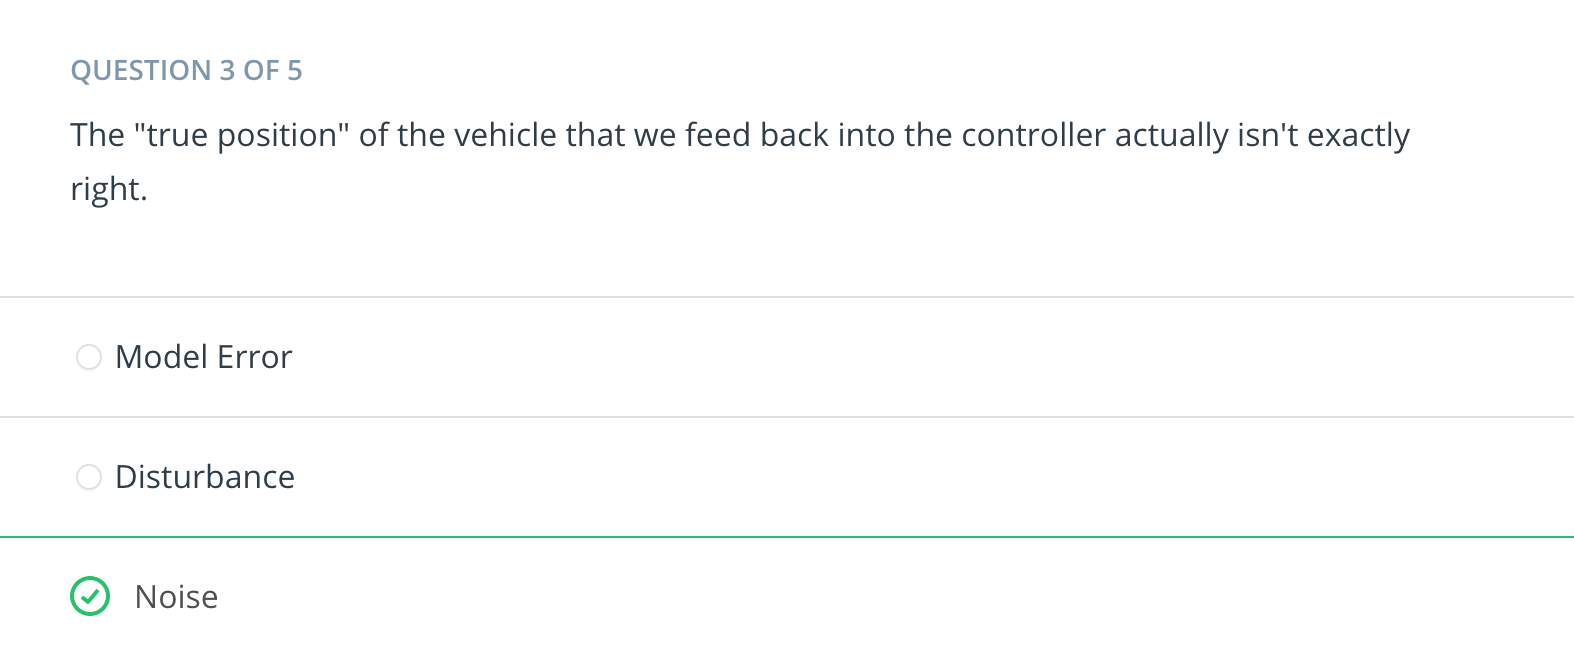 QUESTION 3 OF 5
The "true position" of the vehicle that we feed back into the controller actually isn't exactly
right.
Model Error
Disturbance
Noise